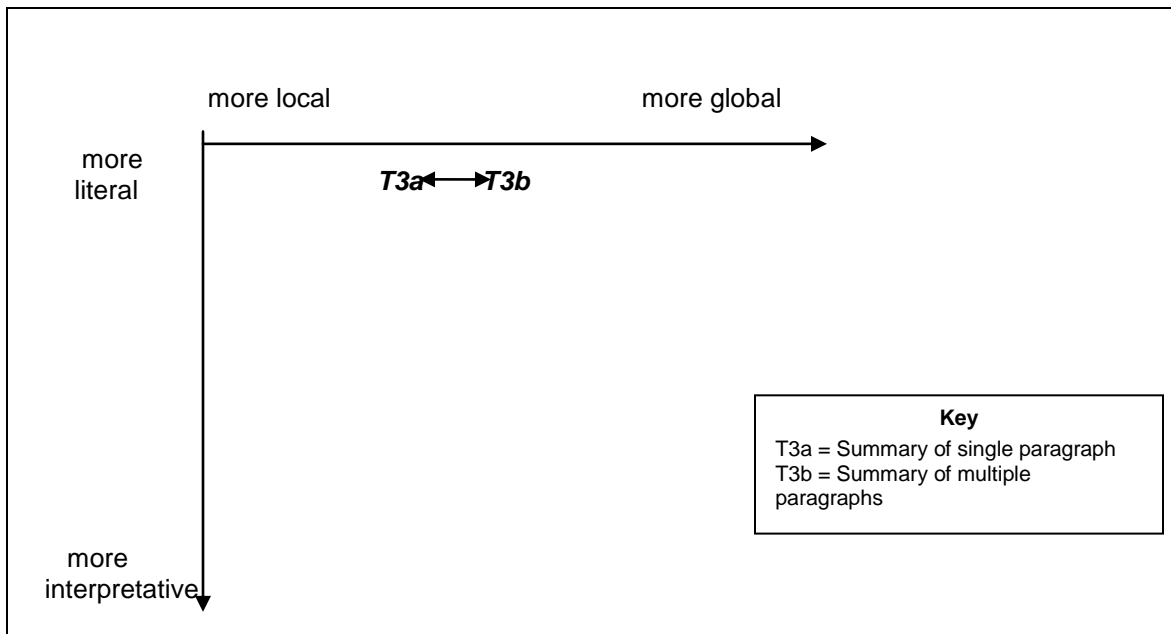 more local
more global
more
literal
T3a
T3b
Key
T3a = Summary of single paragraph
T3b = Summary of multiple
paragraphs
more
interpretative